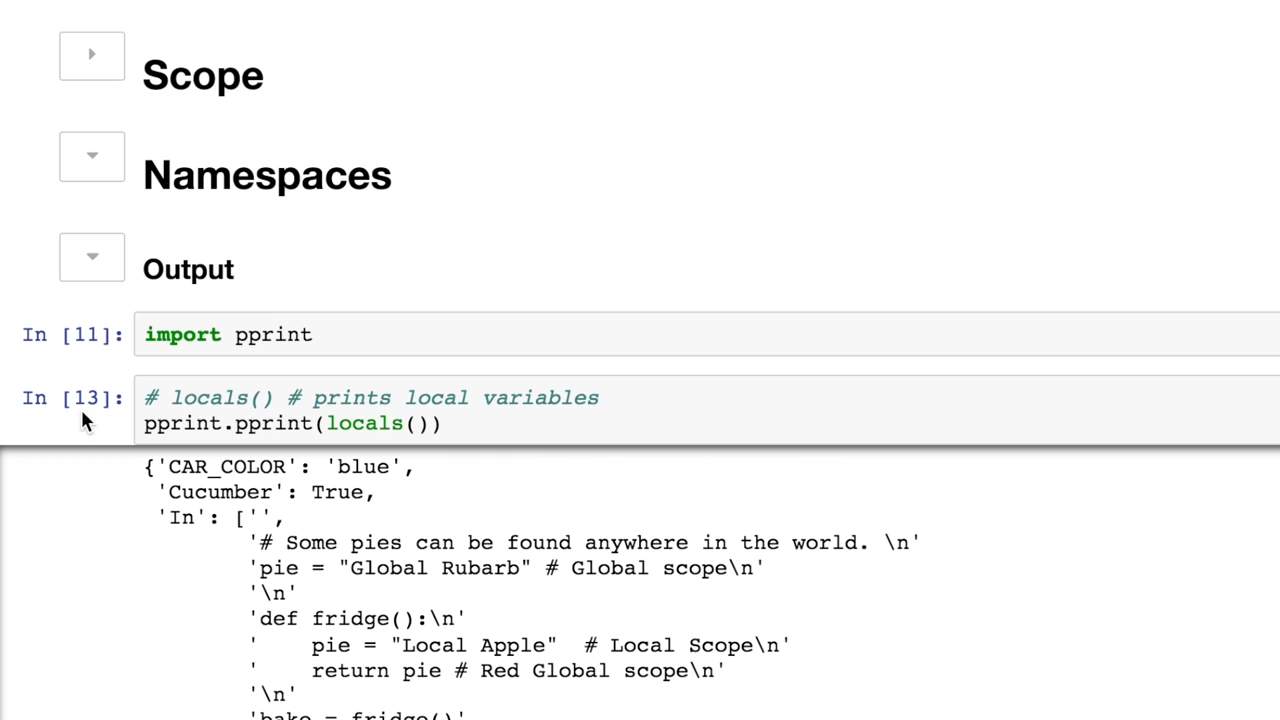 Scope
Namespaces
Output
In [11]: import pprint
In [13]: # locals() # prints local variables
pprint.pprint(locals())
{'CAR_COLOR': 'blue',
 'Cucumber': True,
 'In': ['',
        '# Some pies can be found anywhere in the world. \n'
        'pie = "Global Rubarb" # Global scope\n'
        '\n'
        'def fridge():\n'
        '    pie = "Local Apple"  # Local Scope\n'
        '    return pie # Red Global scope\n'
        '\n'
        'bake = fridge()'